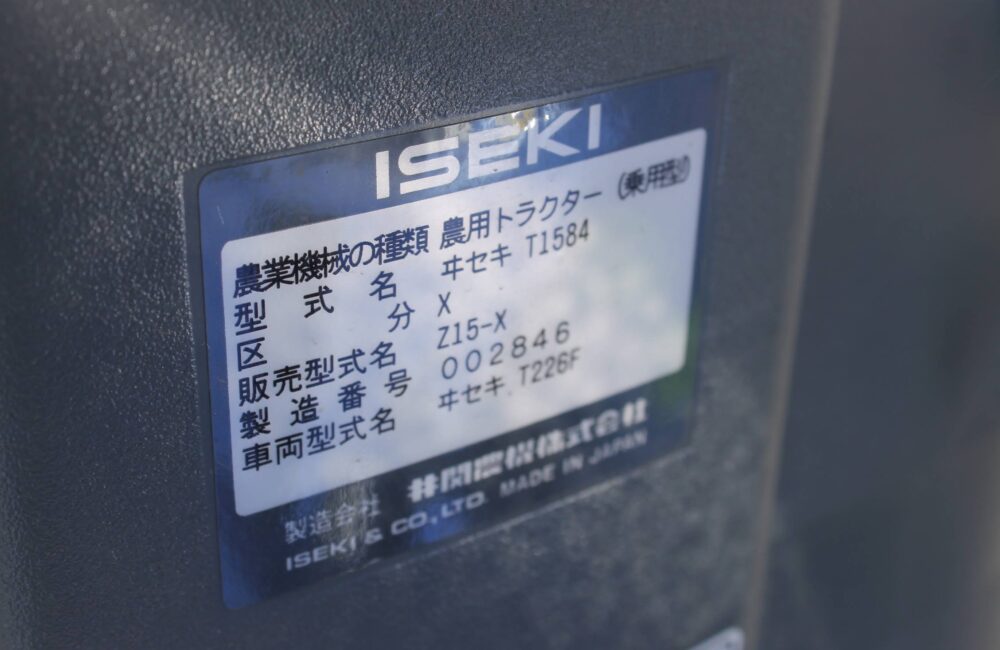 ISEKI
農業機械の種類 農用トラクター (乗用型)
型式名 ヰセキ T1584
区分 X
販売型式名 Z15-X
製造番号 002846
車両型式名 ヰセキ T226F
製造会社 井関農機株式会社
ISEKI & CO., LTD. MADE IN JAPAN